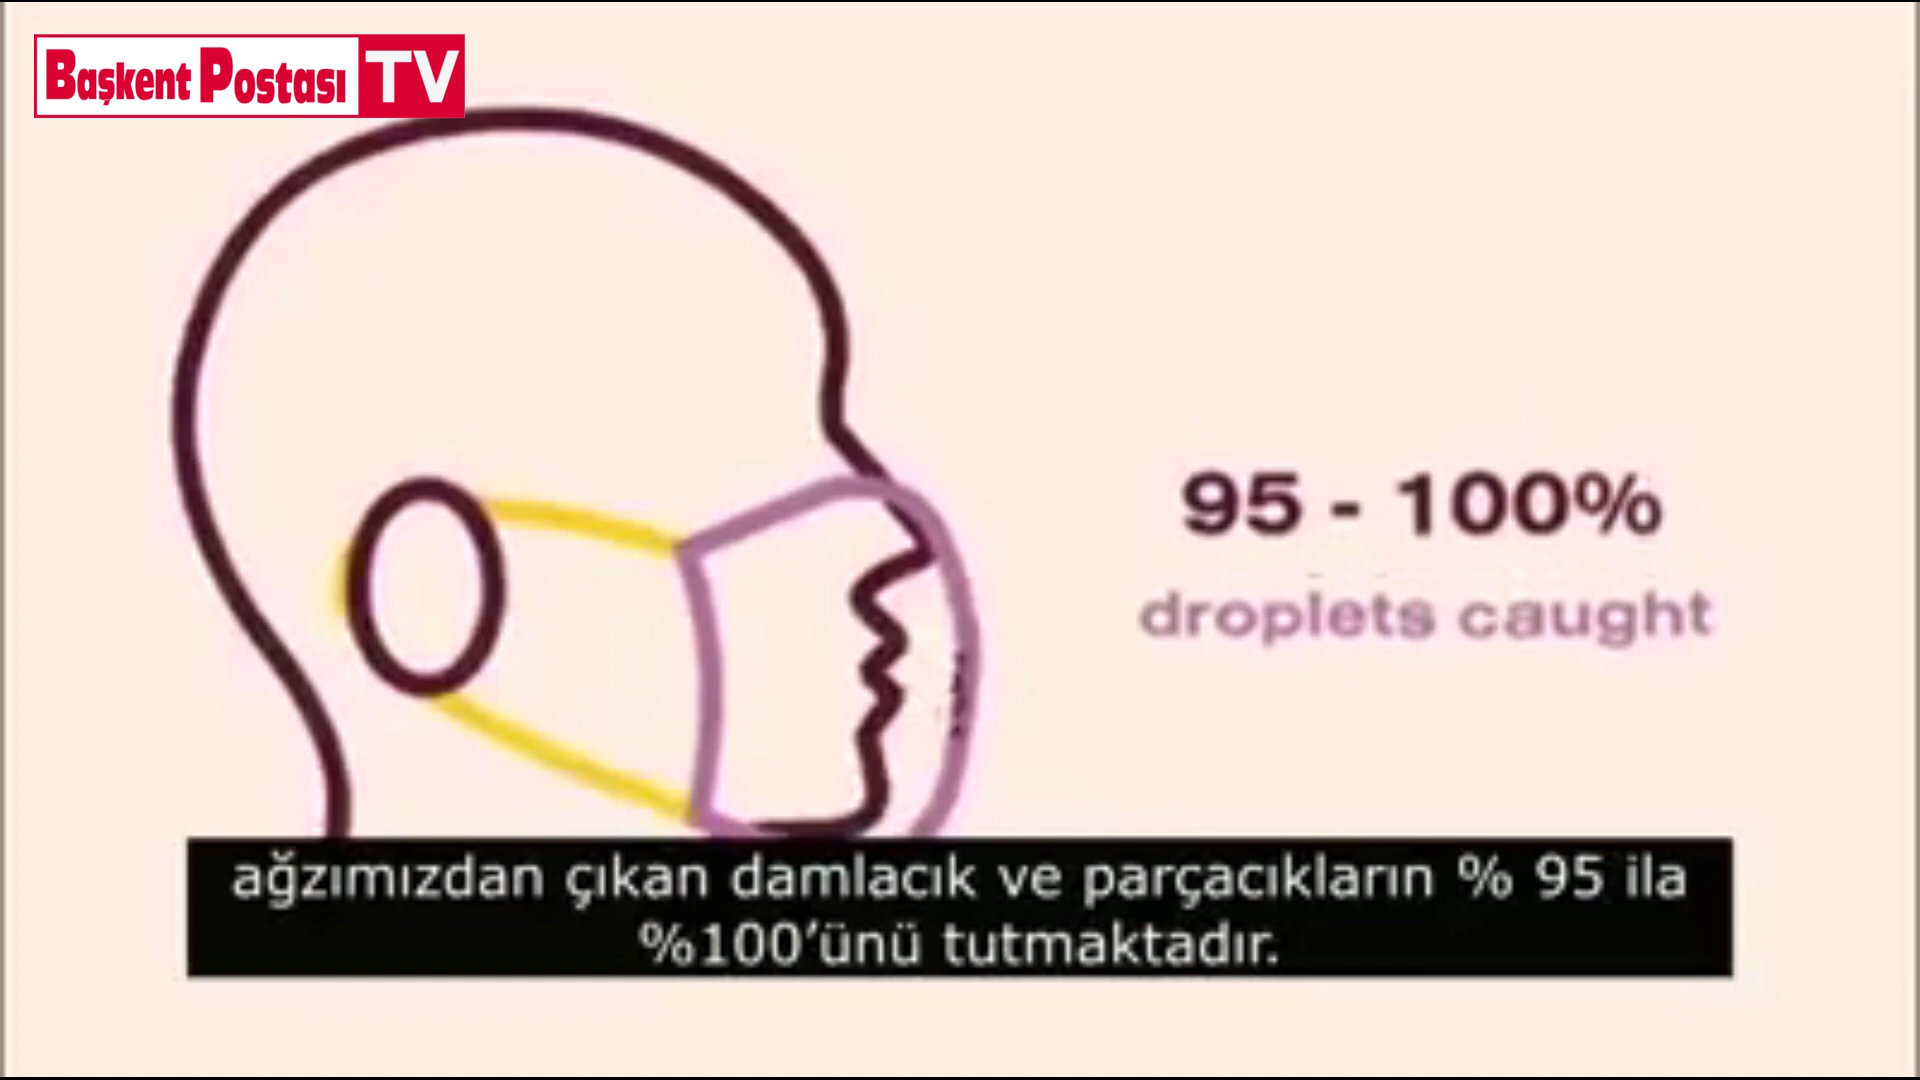 Başkent Postası TV
95 - 100%
droplets caught
ağzımızdan çıkan damlacık ve parçacıkların % 95 ila
%100’ünü tutmaktadır.